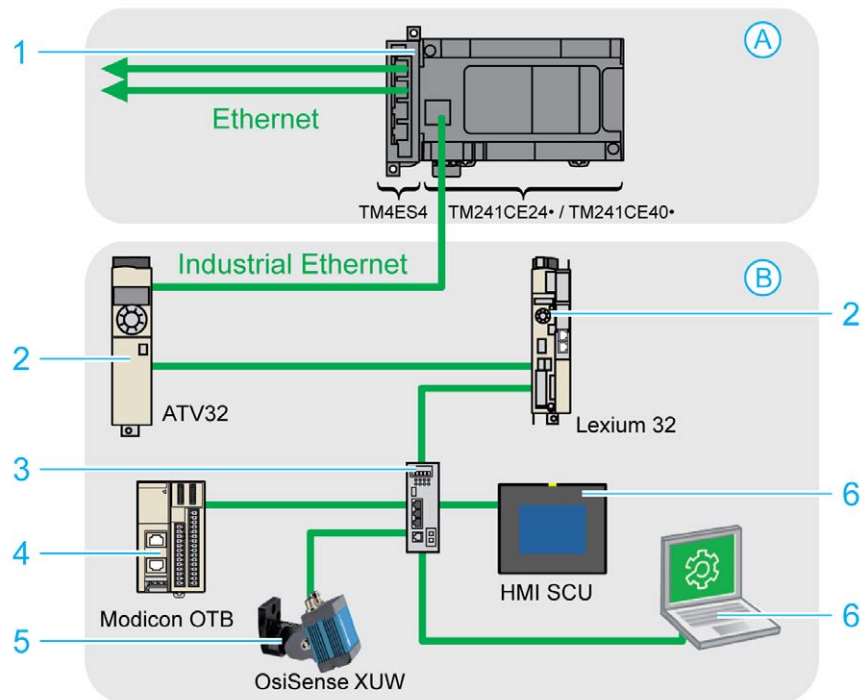 1
A
Ethernet
TM4ES4
TM241CE24• / TM241CE40•
Industrial Ethernet
B
2
2
ATV32
Lexium 32
3
6
4
HMI SCU
Modicon OTB
6
5
OsiSense XUW